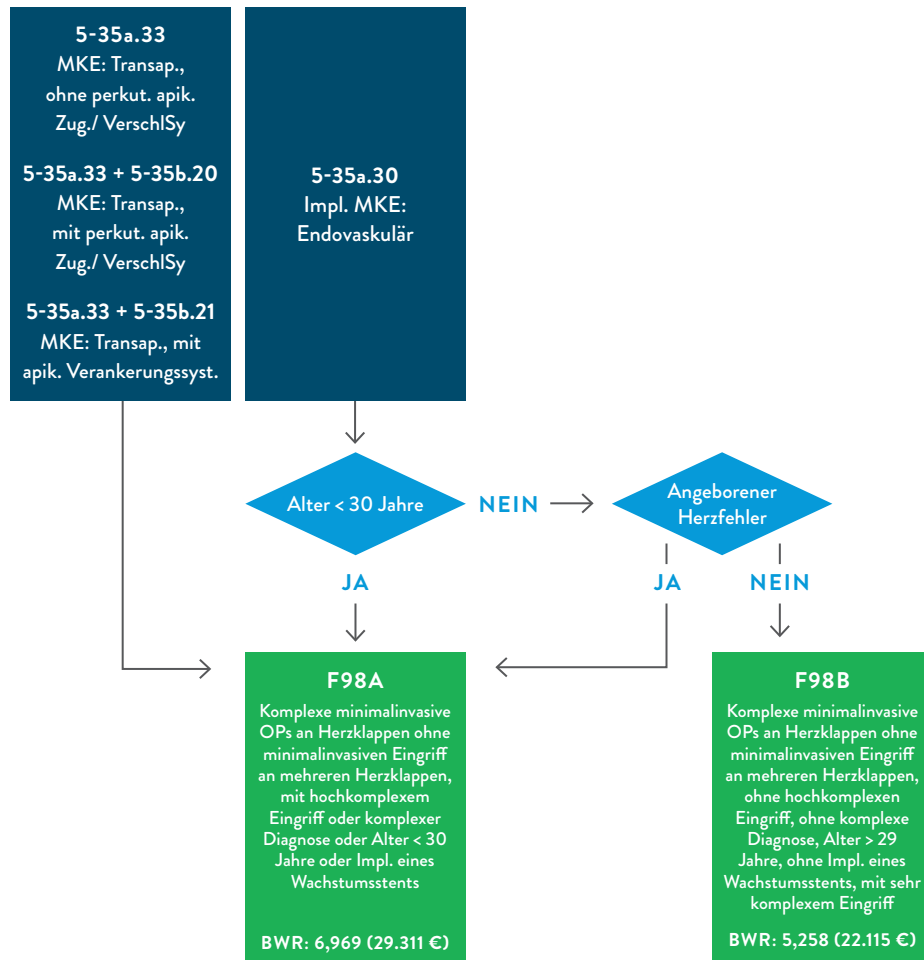 5-35a.33
MKE: Transap.,
ohne perkut. apik.
Zug./ VerschlSy
5-35a.33 + 5-35b.20
MKE: Transap.,
mit perkut. apik.
Zug./ VerschlSy
5-35a.33 + 5-35b.21
MKE: Transap., mit
apik. Verankerungssyst.
5-35a.30
Impl. MKE:
Endovaskulär
Alter < 30 Jahre
NEIN
Angeborener
Herzfehler
JA
JA
NEIN
F98A
Komplexe minimalinvasive
OPs an Herzklappen ohne
minimalinvasiven Eingriff
an mehreren Herzklappen,
mit hochkomplexem
Eingriff oder komplexer
Diagnose oder Alter < 30
Jahre oder Impl. eines
Wachstumsstents
BWR: 6,969 (29.311 €)
F98B
Komplexe minimalinvasive
OPs an Herzklappen ohne
minimalinvasiven Eingriff
an mehreren Herzklappen,
ohne hochkomplexen
Eingriff, ohne komplexe
Diagnose, Alter > 29
Jahre, ohne Impl. eines
Wachstumsstents, mit sehr
komplexem Eingriff
BWR: 5,258 (22.115 €)